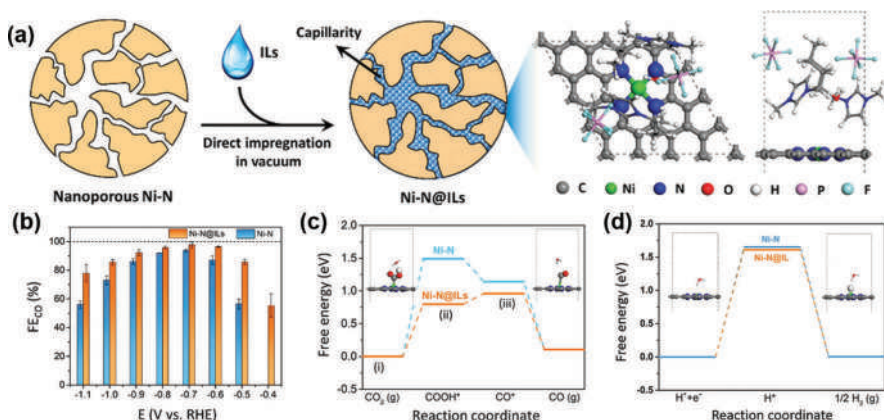 (a)
ILs
Capillarity
Direct impregnation
in vacuum
Nanoporous Ni-N
Ni-N@ILs
C Ni N O H P F
(b)
Ni-N@ILs Ni-N
100
80
60
40
20
0
FECO (%)
-1.1 -1.0 -0.9 -0.8 -0.7 -0.6 -0.5 -0.4
E (V vs. RHE)
(c)
2.0
1.5
1.0
0.5
0.0
-0.5
Free energy (eV)
Ni-N
Ni-N@ILs
(i)
(ii)
(iii)
CO2 (g) COOH* CO* CO (g)
Reaction coordinate
(d)
2.0
1.5
1.0
0.5
0.0
-0.5
Free energy (eV)
Ni-N
Ni-N@IL
H++e- H* 1/2 H2 (g)
Reaction coordinate